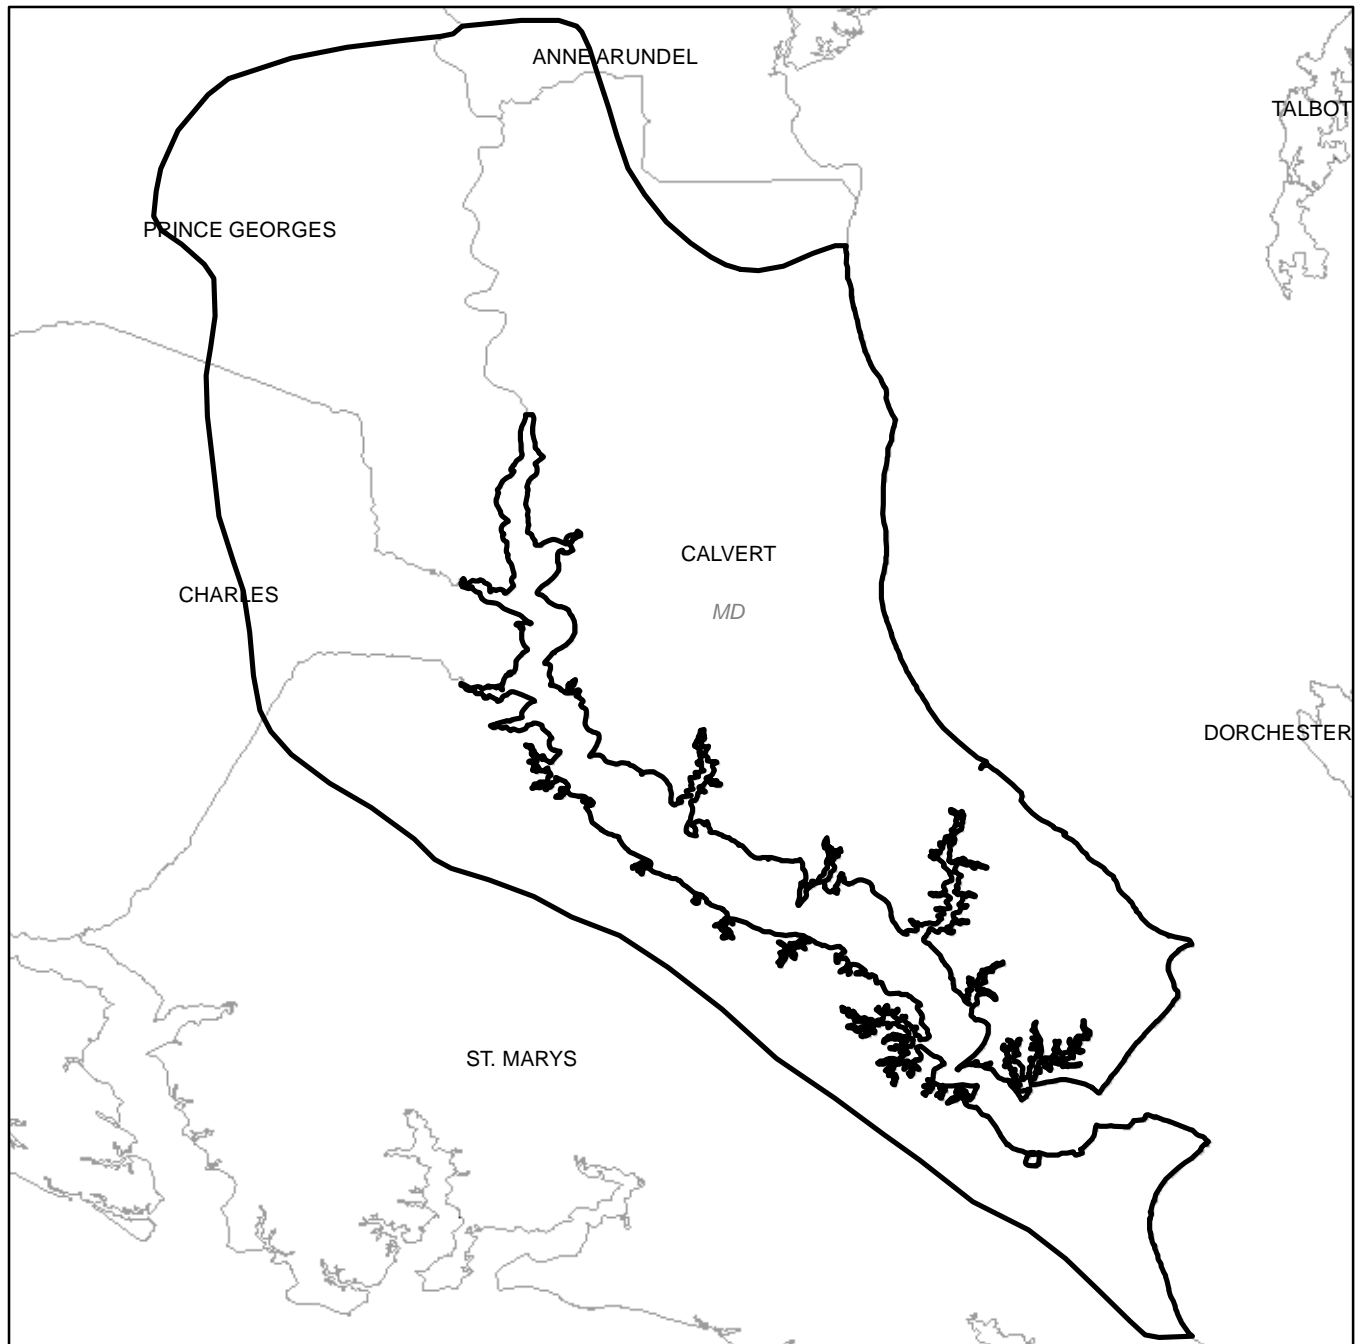 ANNE ARUNDEL
TALBOT
PRINCE GEORGES
CALVERT
CHARLES
MD
DORCHESTER
ST. MARYS